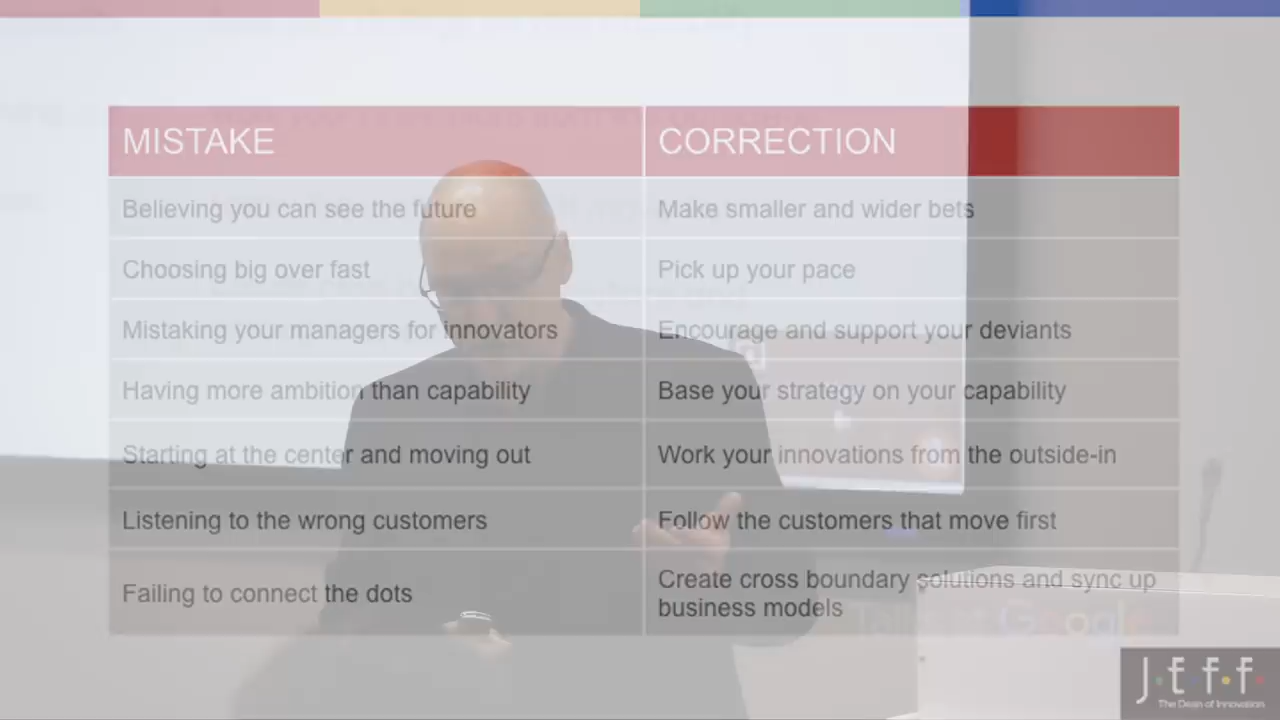 MISTAKE
CORRECTION
Believing you can see the future
Make smaller and wider bets
Choosing big over fast
Pick up your pace
Mistaking your managers for innovators
Encourage and support your deviants
Having more ambition than capability
Base your strategy on your capability
Starting at the center and moving out
Work your innovations from the outside-in
Listening to the wrong customers
Follow the customers that move first
Failing to connect the dots
Create cross boundary solutions and sync up
business models
Google
J·E·F·F
The Dean of Innovation